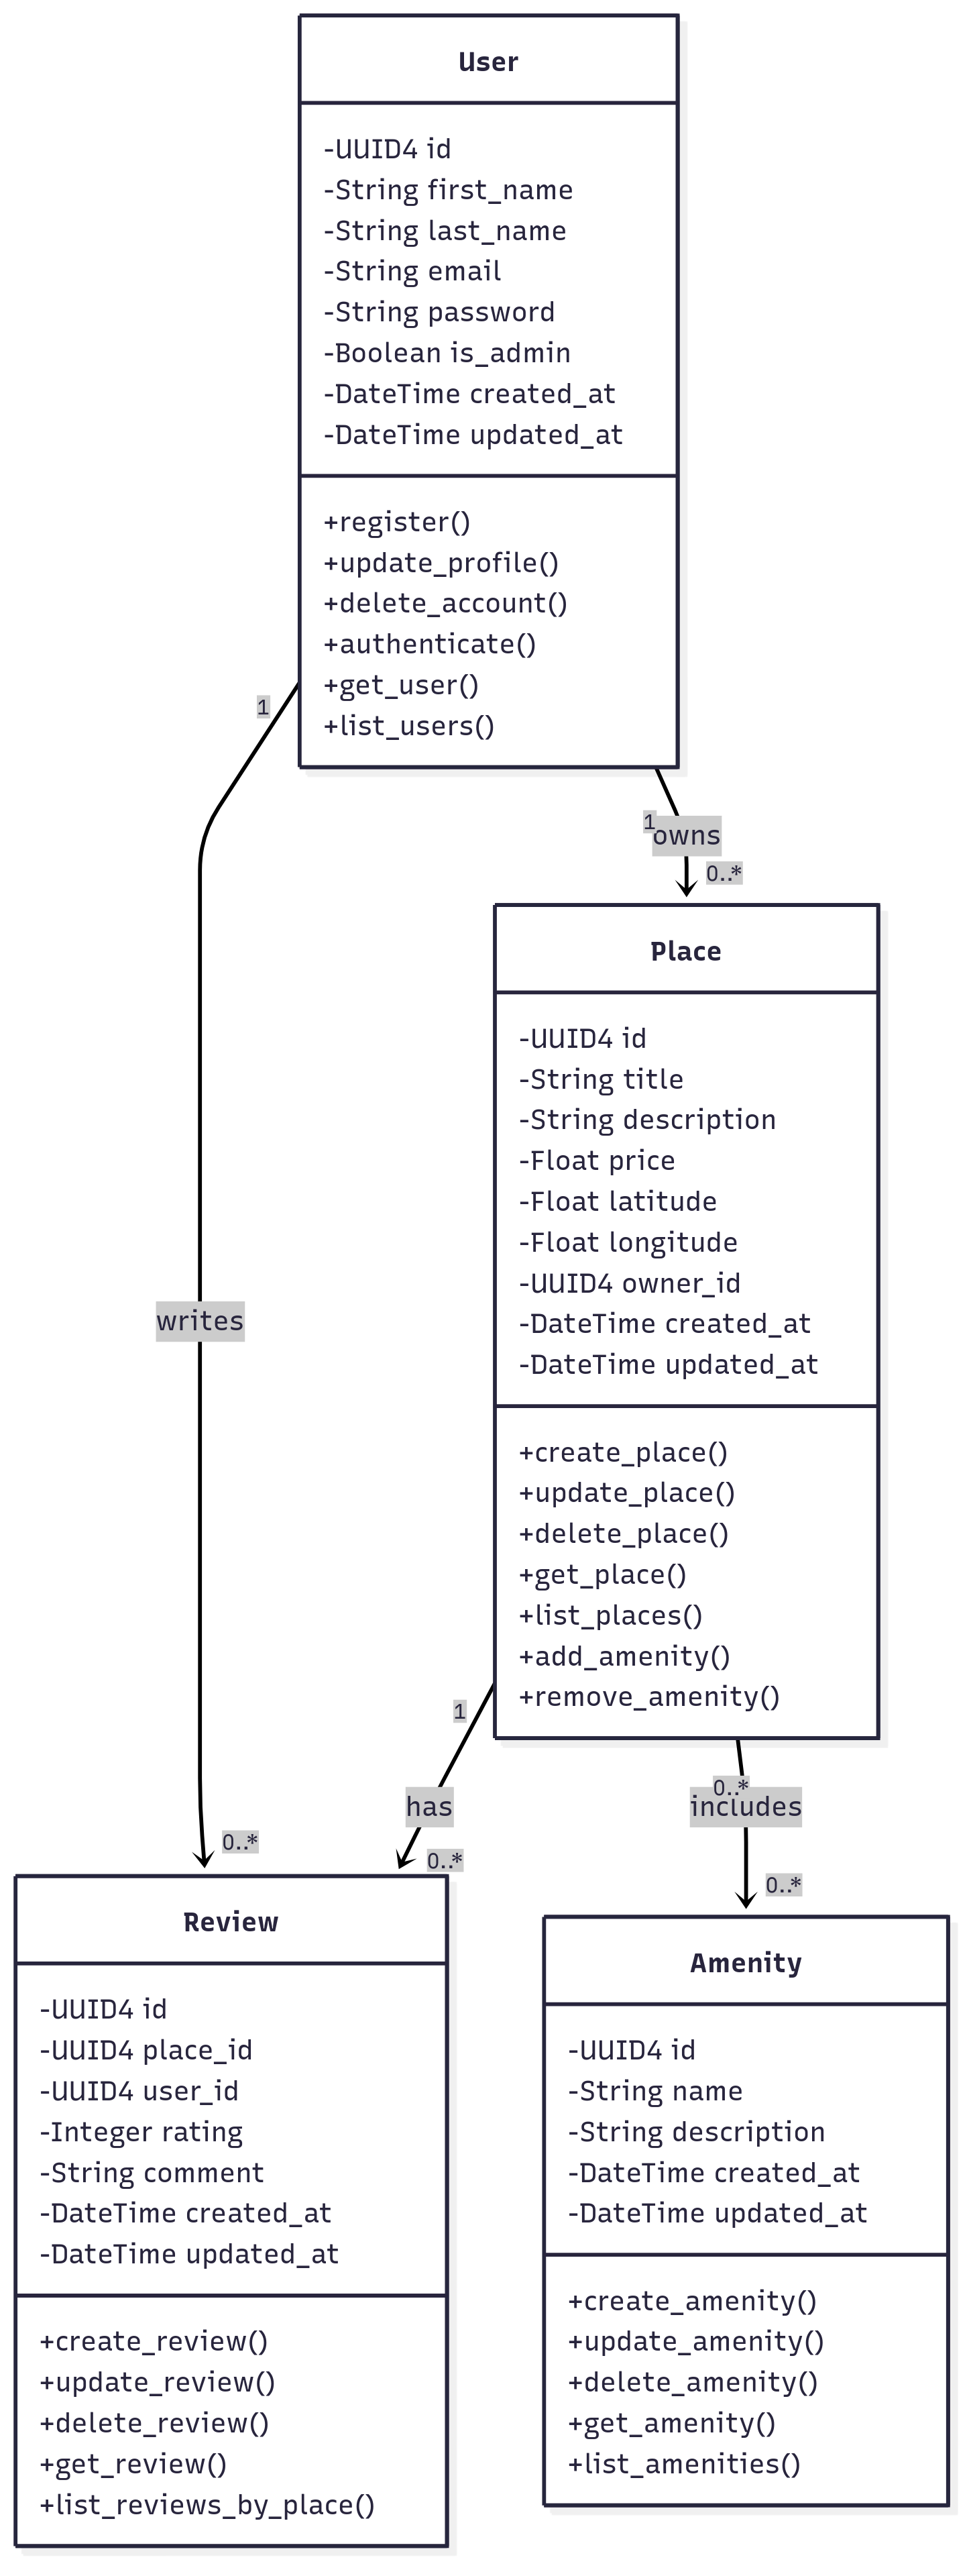 User
-UUID4 id
-String first_name
-String last_name
-String email
-String password
-Boolean is_admin
-DateTime created_at
-DateTime updated_at
+register()
+update_profile()
+delete_account()
+authenticate()
+get_user()
+list_users()
1
1
owns
0..*
Place
-UUID4 id
-String title
-String description
-Float price
-Float latitude
-Float longitude
-UUID4 owner_id
-DateTime created_at
-DateTime updated_at
+create_place()
+update_place()
+delete_place()
+get_place()
+list_places()
+add_amenity()
+remove_amenity()
writes
1
has
0..*
0..*
0..*
includes
0..*
Review
-UUID4 id
-UUID4 place_id
-UUID4 user_id
-Integer rating
-String comment
-DateTime created_at
-DateTime updated_at
+create_review()
+update_review()
+delete_review()
+get_review()
+list_reviews_by_place()
Amenity
-UUID4 id
-String name
-String description
-DateTime created_at
-DateTime updated_at
+create_amenity()
+update_amenity()
+delete_amenity()
+get_amenity()
+list_amenities()